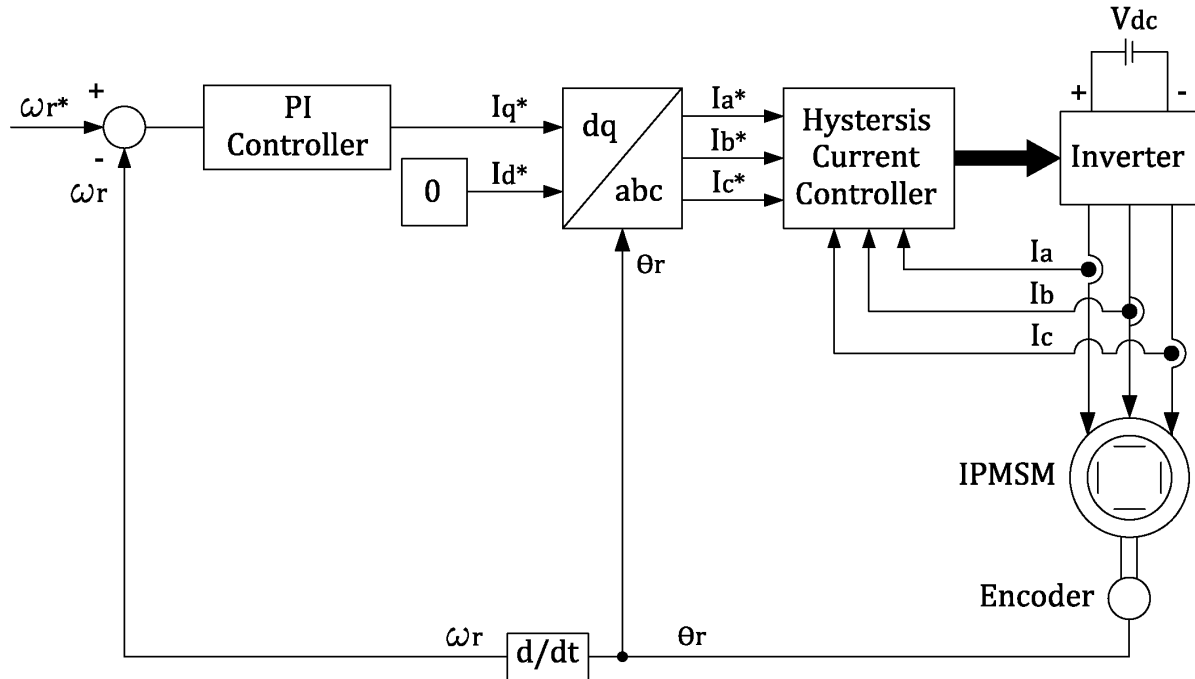 Vdc
+ -
ωr*
+
-
ωr
PI
Controller
Iq*
0
Id*
dq
abc
Ia*
Ib*
Ic*
Hystersis
Current
Controller
Inverter
θr
Ia
Ib
Ic
IPMSM
Encoder
ωr
d/dt
θr